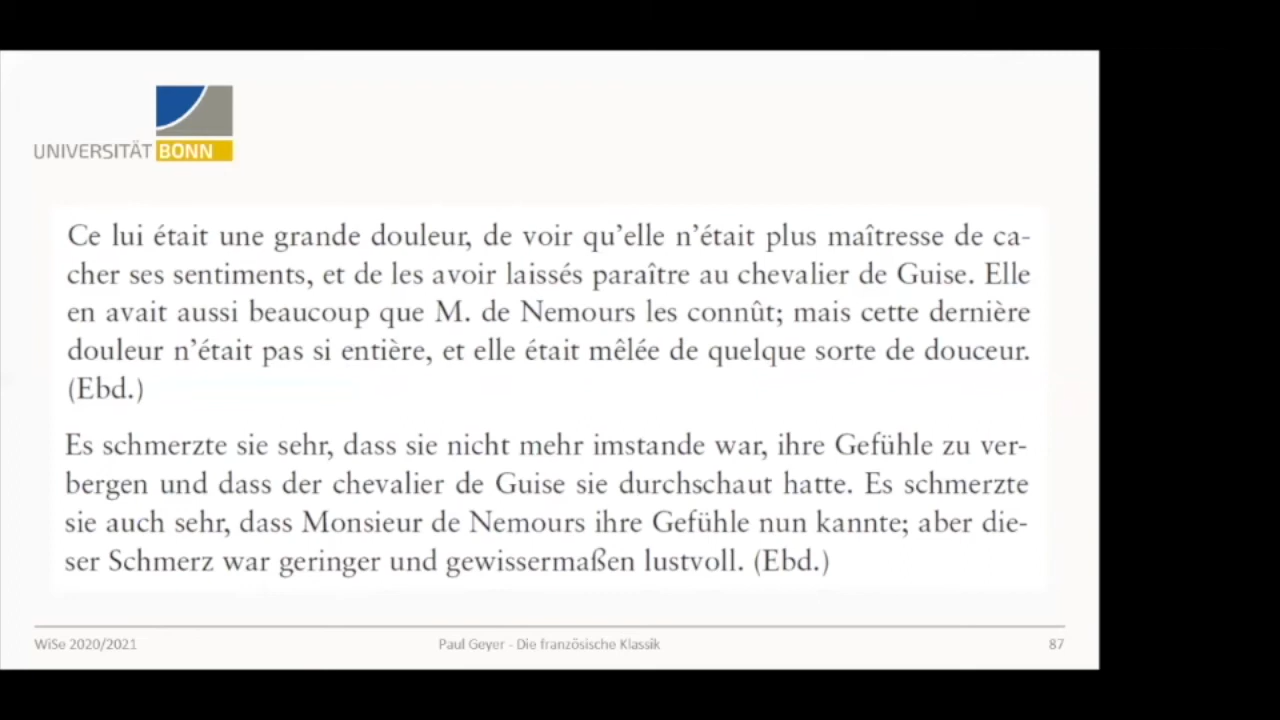 UNIVERSITÄT BONN
Ce lui était une grande douleur, de voir qu’elle n’était plus maîtresse de ca-
cher ses sentiments, et de les avoir laissés paraître au chevalier de Guise. Elle
en avait aussi beaucoup que M. de Nemours les connût; mais cette dernière
douleur n’était pas si entière, et elle était mêlée de quelque sorte de douceur.
(Ebd.)
Es schmerzte sie sehr, dass sie nicht mehr imstande war, ihre Gefühle zu ver-
bergen und dass der chevalier de Guise sie durchschaut hatte. Es schmerzte
sie auch sehr, dass Monsieur de Nemours ihre Gefühle nun kannte; aber die-
ser Schmerz war geringer und gewissermaßen lustvoll. (Ebd.)
WiSe 2020/2021 Paul Geyer - Die französische Klassik 87